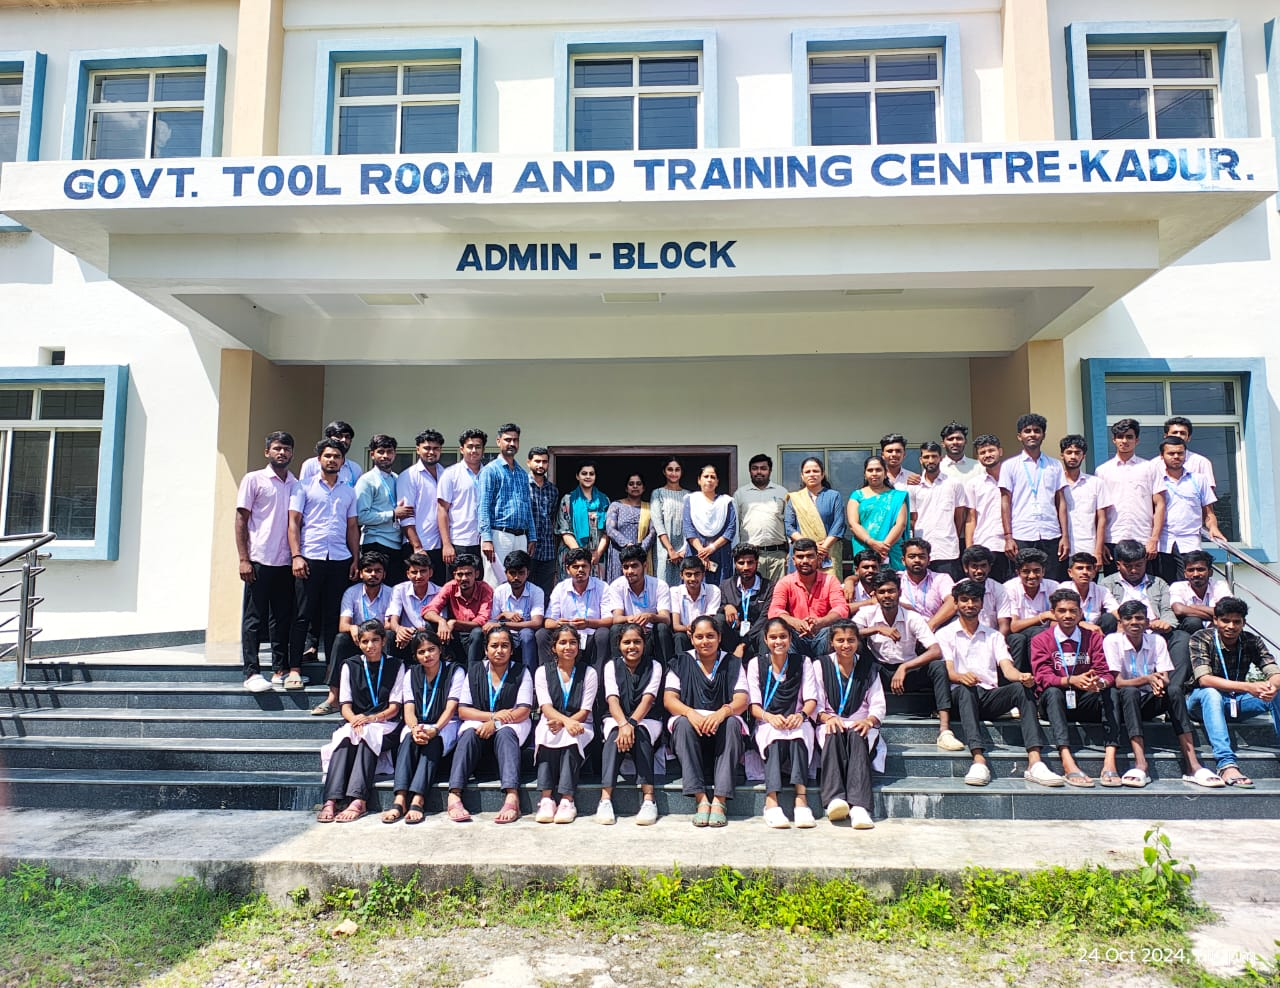 GOVT. TOOL ROOM AND TRAINING CENTRE-KADUR.
ADMIN - BLOCK
24 Oct 2024,